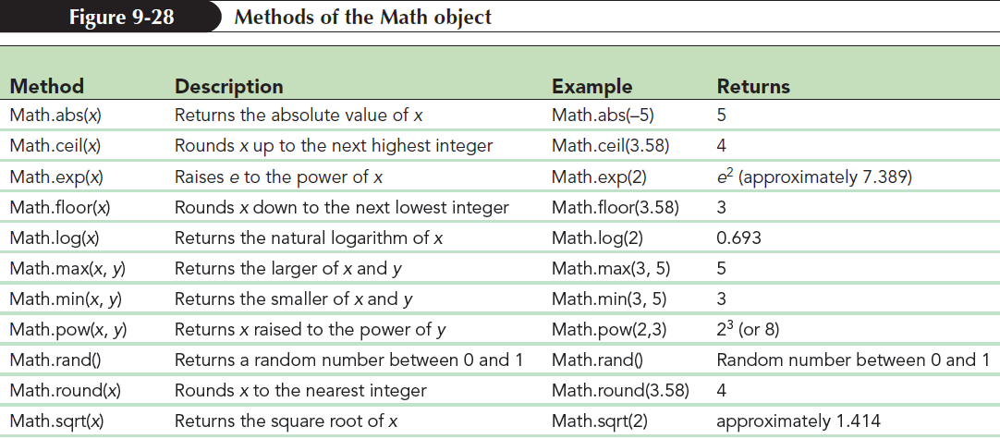 Figure 9-28 Methods of the Math object
Method Description Example Returns
Math.abs(x) Returns the absolute value of x Math.abs(–5) 5
Math.ceil(x) Rounds x up to the next highest integer Math.ceil(3.58) 4
Math.exp(x) Raises e to the power of x Math.exp(2) e² (approximately 7.389)
Math.floor(x) Rounds x down to the next lowest integer Math.floor(3.58) 3
Math.log(x) Returns the natural logarithm of x Math.log(2) 0.693
Math.max(x, y) Returns the larger of x and y Math.max(3, 5) 5
Math.min(x, y) Returns the smaller of x and y Math.min(3, 5) 3
Math.pow(x, y) Returns x raised to the power of y Math.pow(2,3) 2³ (or 8)
Math.rand() Returns a random number between 0 and 1 Math.rand() Random number between 0 and 1
Math.round(x) Rounds x to the nearest integer Math.round(3.58) 4
Math.sqrt(x) Returns the square root of x Math.sqrt(2) approximately 1.414